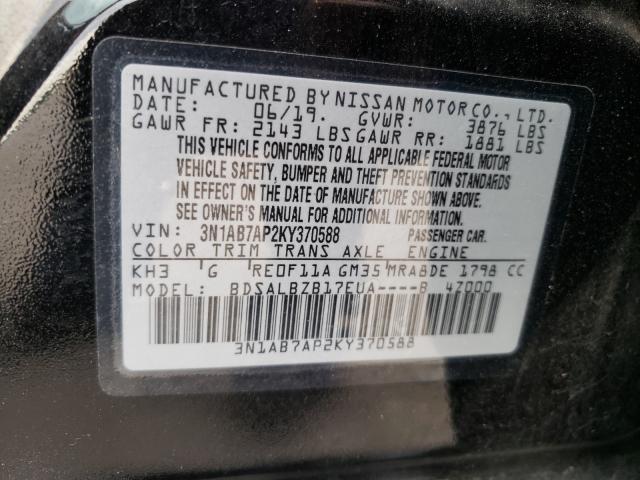 MANUFACTURED BY NISSAN MOTOR CO., LTD.
DATE: 06/19. GVWR: 3876 LBS
GAWR FR: 2143 LBS GAWR RR: 1881 LBS
THIS VEHICLE CONFORMS TO ALL APPLICABLE FEDERAL MOTOR
VEHICLE SAFETY, BUMPER AND THEFT PREVENTION STANDARDS
IN EFFECT ON THE DATE OF MANUFACTURE SHOWN ABOVE.
SEE OWNER'S MANUAL FOR ADDITIONAL INFORMATION.
VIN: 3N1AB7AP2KY370588 PASSENGER CAR.
COLOR TRIM TRANS AXLE ENGINE
KH3 G RE0F11A GM35 MRA8DE 1798 CC
MODEL: BDSALBZB17EUA----B 4Z000
3N1AB7AP2KY370588